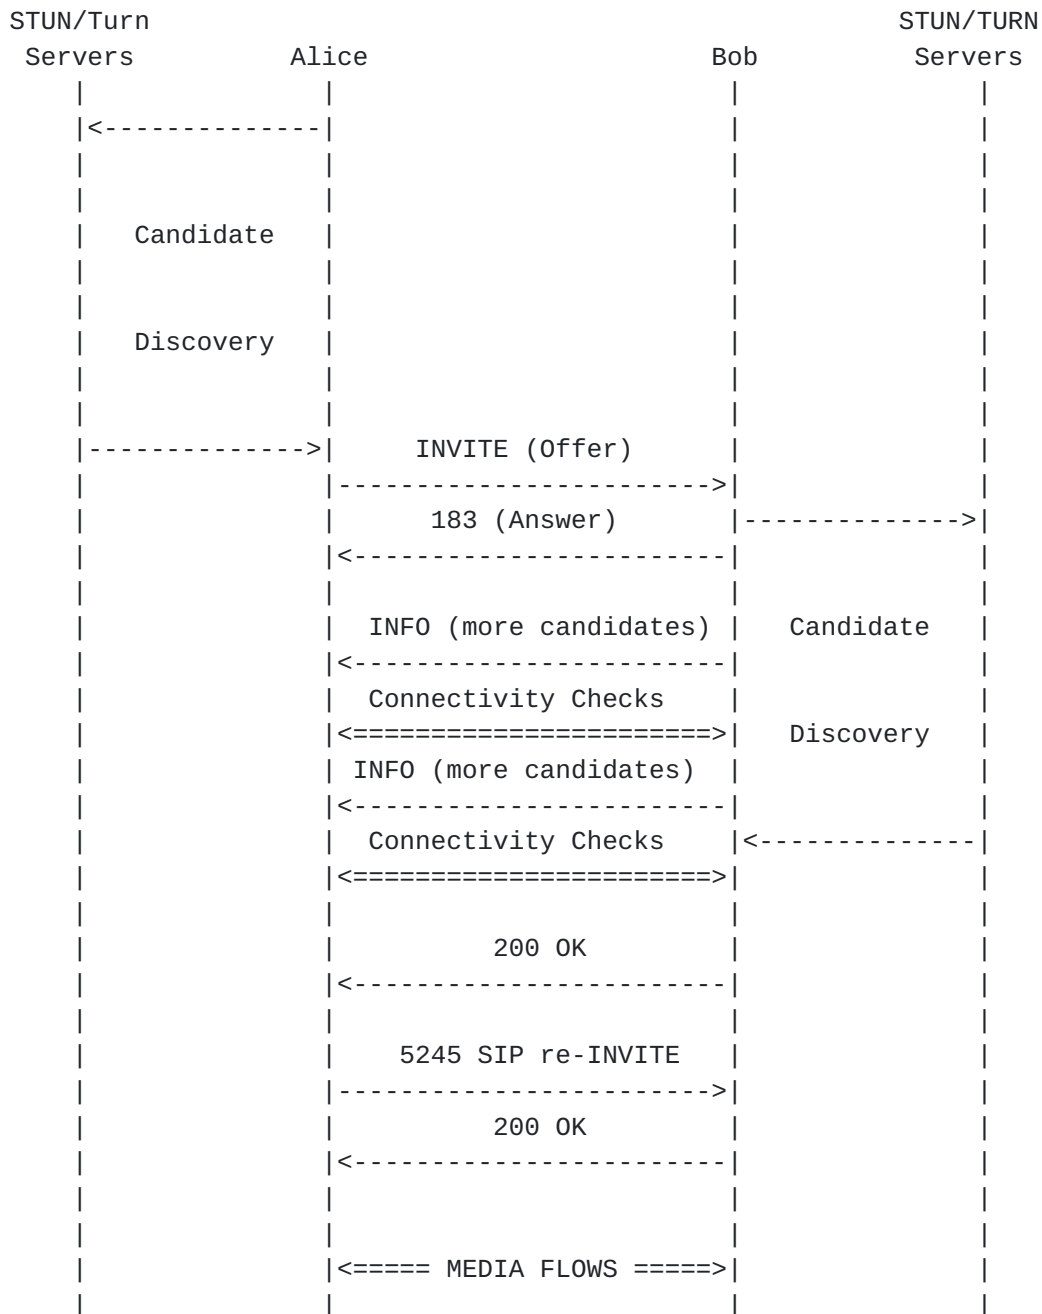 STUN/Turn                                                STUN/TURN
 Servers          Alice                      Bob          Servers
    |               |                         |               |
    |<--------------|                         |               |
    |               |                         |               |
    |               |                         |               |
    |   Candidate   |                         |               |
    |               |                         |               |
    |               |                         |               |
    |   Discovery   |                         |               |
    |               |                         |               |
    |               |                         |               |
    |-------------->|     INVITE (Offer)      |               |
    |               |------------------------>|               |
    |               |      183 (Answer)       |-------------->|
    |               |<------------------------|               |
    |               |                         |               |
    |               |  INFO (more candidates) |   Candidate   |
    |               |<------------------------|               |
    |               |  Connectivity Checks    |               |
    |               |<=======================>|   Discovery   |
    |               | INFO (more candidates)  |               |
    |               |<------------------------|               |
    |               |  Connectivity Checks    |<--------------|
    |               |<=======================>|               |
    |               |                         |               |
    |               |          200 OK         |               |
    |               |<------------------------|               |
    |               |                         |               |
    |               |    5245 SIP re-INVITE   |               |
    |               |------------------------>|               |
    |               |          200 OK         |               |
    |               |<------------------------|               |
    |               |                         |               |
    |               |                         |               |
    |               |<===== MEDIA FLOWS =====>|               |
    |               |                         |               |